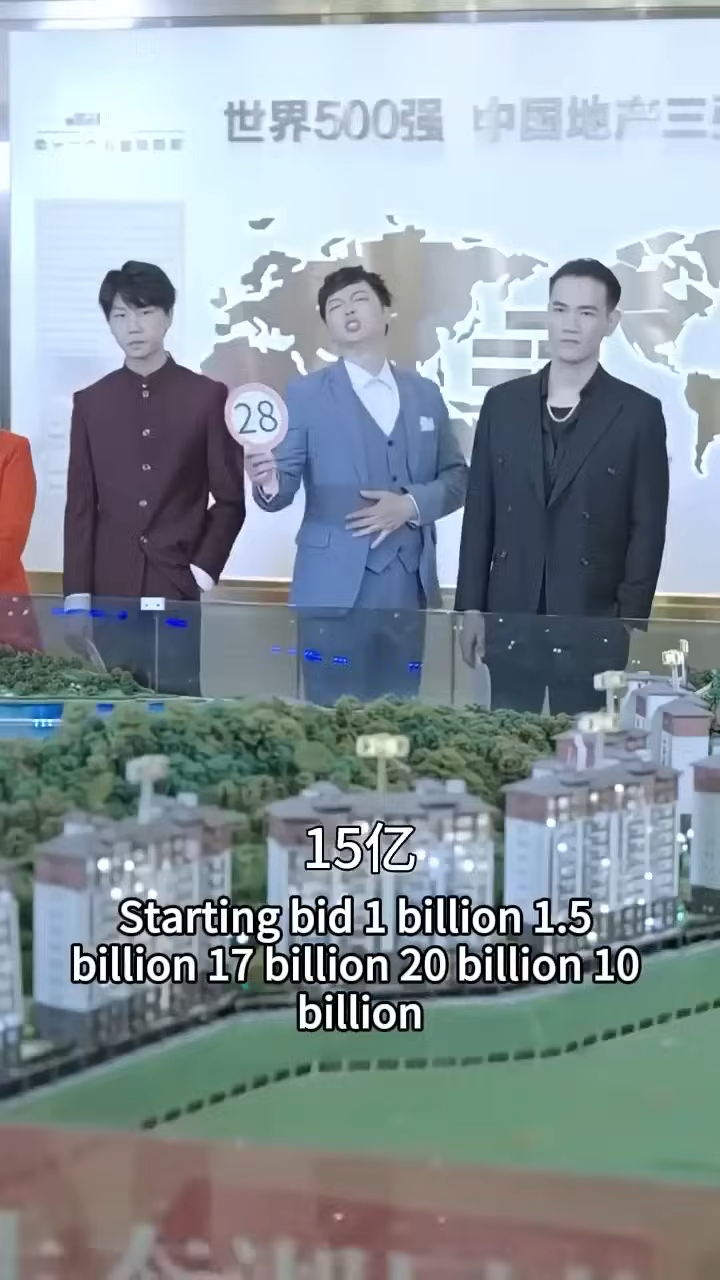 世界500强 中国地产三
28
15亿
Starting bid 1 billion 1.5
billion 17 billion 20 billion 10
billion